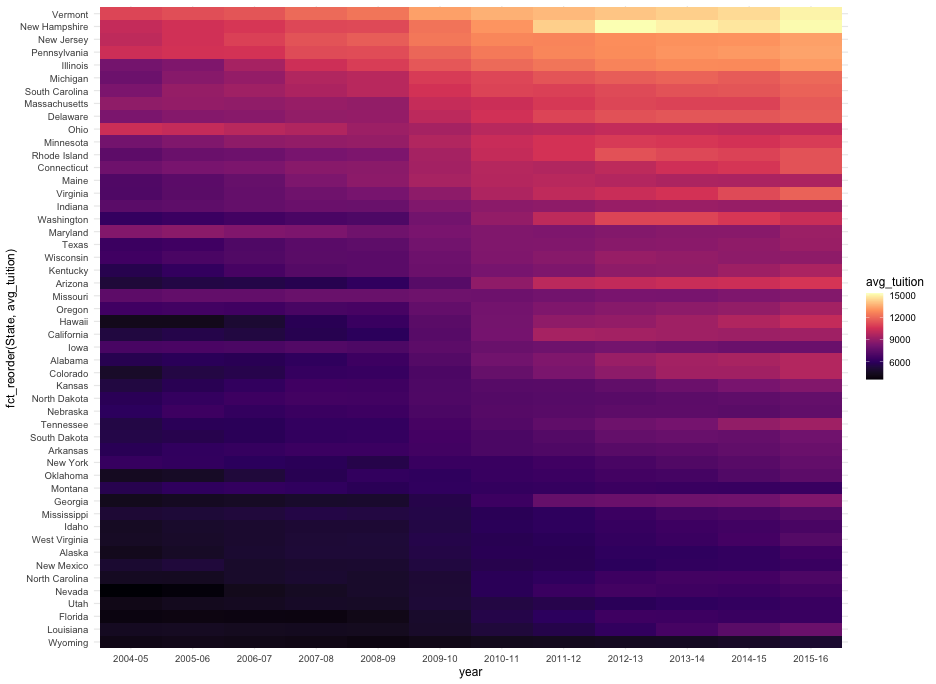 fct_reorder(State, avg_tuition)
Vermont
New Hampshire
New Jersey
Pennsylvania
Illinois
Michigan
South Carolina
Massachusetts
Delaware
Ohio
Minnesota
Rhode Island
Connecticut
Maine
Virginia
Indiana
Washington
Maryland
Texas
Wisconsin
Kentucky
Arizona
Missouri
Oregon
Hawaii
California
Iowa
Alabama
Colorado
Kansas
North Dakota
Nebraska
Tennessee
South Dakota
Arkansas
New York
Oklahoma
Montana
Georgia
Mississippi
Idaho
West Virginia
Alaska
New Mexico
North Carolina
Nevada
Utah
Florida
Louisiana
Wyoming
2004-05 2005-06 2006-07 2007-08 2008-09 2009-10 2010-11 2011-12 2012-13 2013-14 2014-15 2015-16
year
avg_tuition
15000
12000
9000
6000